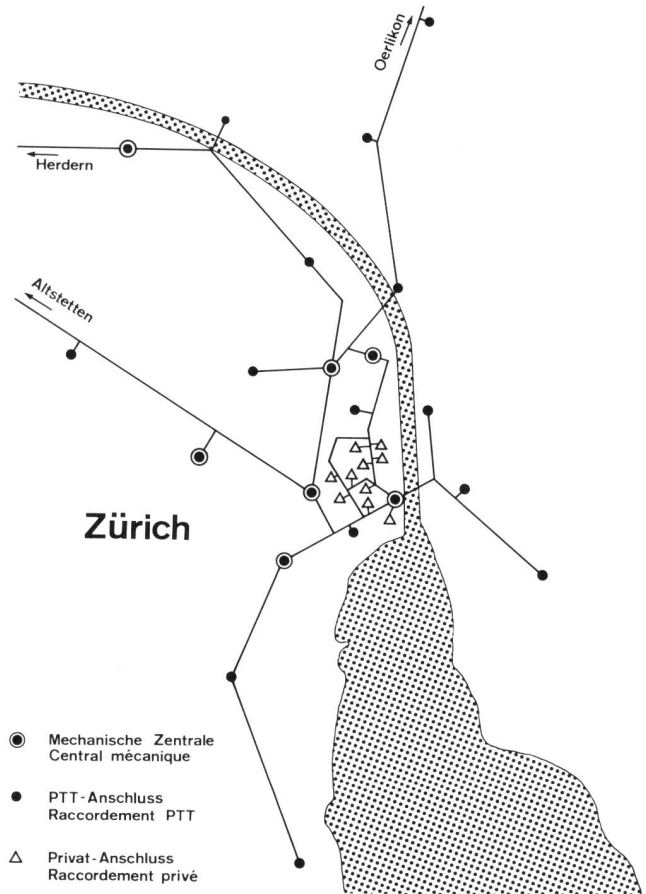 Oerlikon
Herdern
Altstetten
Zürich
Mechanische Zentrale
Central mécanique
PTT-Anschluss
Raccordement PTT
Privat-Anschluss
Raccordement privé